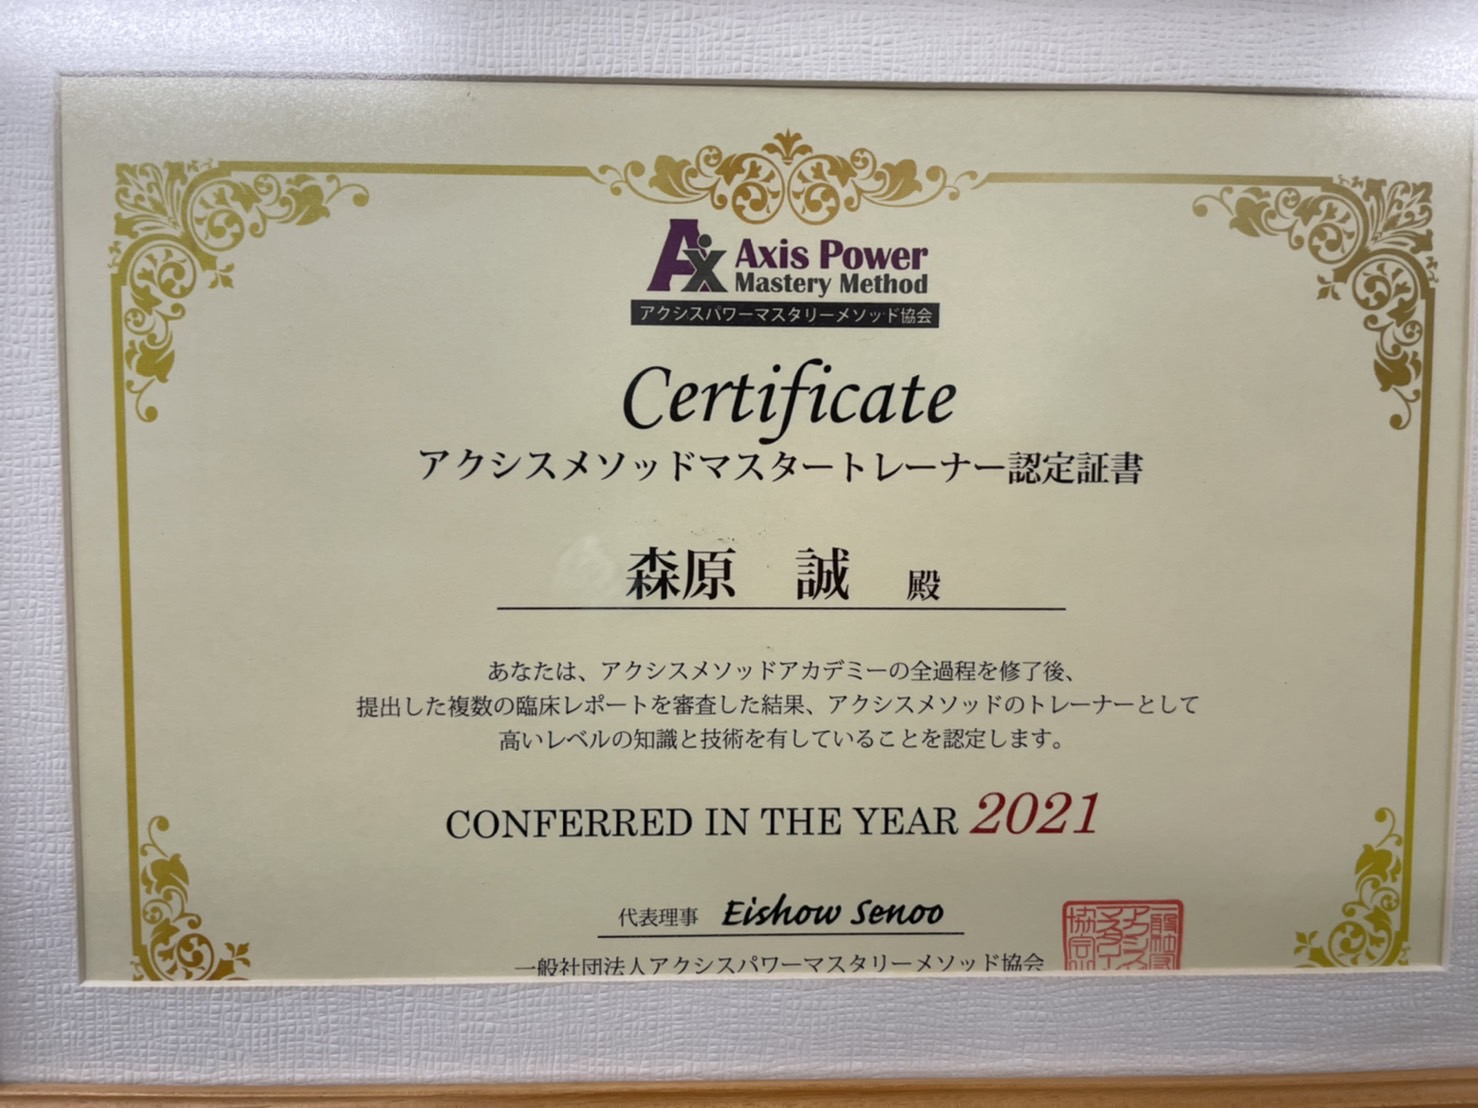 Ax Axis Power
Mastery Method
アクシスパワーマスタリーメソッド協会
Certificate
アクシスメソッドマスタートレーナー認定証書
森原 誠 殿
あなたは、アクシスメソッドアカデミーの全過程を修了後、
提出した複数の臨床レポートを審査した結果、アクシスメソッドのトレーナーとして
高いレベルの知識と技術を有していることを認定します。
CONFERRED IN THE YEAR 2021
代表理事 Eishow Senoo
一般社団法人アクシスパワーマスタリーメソッド協会